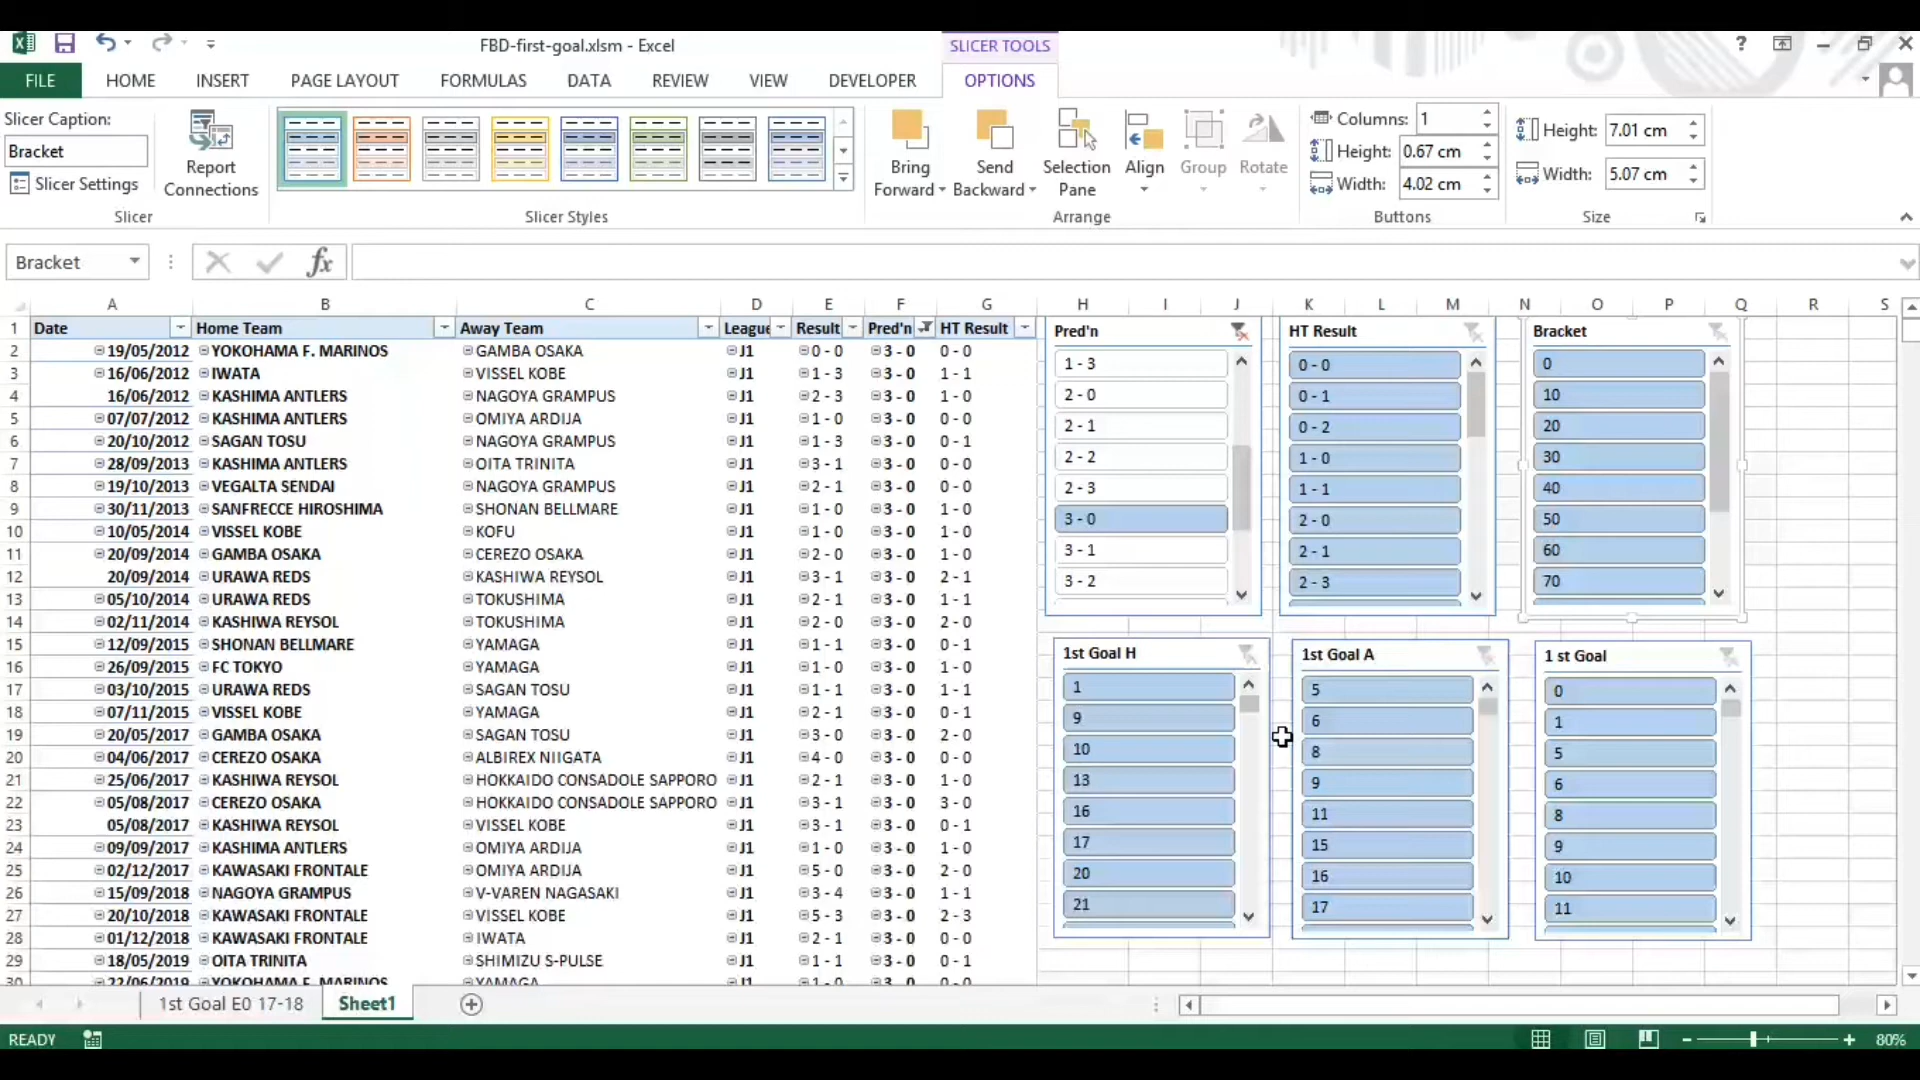 FBD-first-goal.xlsm - Excel
SLICER TOOLS
?
FILE HOME INSERT PAGE LAYOUT FORMULAS DATA REVIEW VIEW DEVELOPER OPTIONS
Slicer Caption:
Bracket
Slicer Settings
Report Connections
Slicer
Slicer Styles
Bring Forward
Send Backward
Selection Pane
Align
Group
Rotate
Arrange
Columns: 1
Height: 0.67 cm
Width: 4.02 cm
Buttons
Height: 7.01 cm
Width: 5.07 cm
Size
Bracket fx
A B C D E F G H I J K L M N O P Q R S
1 Date Home Team Away Team League Result Pred'n HT Result
2 19/05/2012 YOKOHAMA F. MARINOS GAMBA OSAKA J1 0 - 0 3 - 0 0 - 0
3 16/06/2012 IWATA VISSEL KOBE J1 1 - 3 3 - 0 1 - 1
4 16/06/2012 KASHIMA ANTLERS NAGOYA GRAMPUS J1 2 - 3 3 - 0 1 - 0
5 07/07/2012 KASHIMA ANTLERS OMIYA ARDIJA J1 1 - 0 3 - 0 1 - 0
6 20/10/2012 SAGAN TOSU NAGOYA GRAMPUS J1 1 - 3 3 - 0 0 - 1
7 28/09/2013 KASHIMA ANTLERS OITA TRINITA J1 3 - 1 3 - 0 0 - 0
8 19/10/2013 VEGALTA SENDAI NAGOYA GRAMPUS J1 2 - 1 3 - 0 0 - 0
9 30/11/2013 SANFRECCE HIROSHIMA SHONAN BELLMARE J1 1 - 0 3 - 0 1 - 0
10 10/05/2014 VISSEL KOBE KOFU J1 1 - 0 3 - 0 1 - 0
11 20/09/2014 GAMBA OSAKA CEREZO OSAKA J1 2 - 0 3 - 0 1 - 0
12 20/09/2014 URAWA REDS KASHIWA REYSOL J1 3 - 1 3 - 0 2 - 1
13 05/10/2014 URAWA REDS TOKUSHIMA J1 2 - 1 3 - 0 1 - 1
14 02/11/2014 KASHIWA REYSOL TOKUSHIMA J1 2 - 0 3 - 0 2 - 0
15 12/09/2015 SHONAN BELLMARE YAMAGA J1 1 - 1 3 - 0 0 - 1
16 26/09/2015 FC TOKYO YAMAGA J1 1 - 0 3 - 0 1 - 0
17 03/10/2015 URAWA REDS SAGAN TOSU J1 1 - 1 3 - 0 1 - 1
18 07/11/2015 VISSEL KOBE YAMAGA J1 2 - 1 3 - 0 0 - 1
19 20/05/2017 GAMBA OSAKA SAGAN TOSU J1 3 - 0 3 - 0 2 - 0
20 04/06/2017 CEREZO OSAKA ALBIREX NIIGATA J1 4 - 0 3 - 0 0 - 0
21 25/06/2017 KASHIWA REYSOL HOKKAIDO CONSADOLE SAPPORO J1 2 - 1 3 - 0 1 - 0
22 05/08/2017 CEREZO OSAKA HOKKAIDO CONSADOLE SAPPORO J1 3 - 1 3 - 0 3 - 0
23 05/08/2017 KASHIWA REYSOL VISSEL KOBE J1 3 - 1 3 - 0 0 - 1
24 09/09/2017 KASHIMA ANTLERS OMIYA ARDIJA J1 1 - 0 3 - 0 1 - 0
25 02/12/2017 KAWASAKI FRONTALE OMIYA ARDIJA J1 5 - 0 3 - 0 2 - 0
26 15/09/2018 NAGOYA GRAMPUS V-VAREN NAGASAKI J1 3 - 4 3 - 0 1 - 1
27 20/10/2018 KAWASAKI FRONTALE VISSEL KOBE J1 5 - 3 3 - 0 2 - 3
28 01/12/2018 KAWASAKI FRONTALE IWATA J1 2 - 1 3 - 0 0 - 0
29 18/05/2019 OITA TRINITA SHIMIZU S-PULSE J1 1 - 1 3 - 0 0 - 1
30 22/06/2019 YOKOHAMA F. MARINOS YAMAGA J1 1 - 0 3 - 0 0 - 0
Pred'n
1 - 3
2 - 0
2 - 1
2 - 2
2 - 3
3 - 0
3 - 1
3 - 2
HT Result
0 - 0
0 - 1
0 - 2
1 - 0
1 - 1
2 - 0
2 - 1
2 - 3
Bracket
0
10
20
30
40
50
60
70
1st Goal H
1
9
10
13
16
17
20
21
1st Goal A
5
6
8
9
11
15
16
17
1 st Goal
0
1
5
6
8
9
10
11
1st Goal E0 17-18 Sheet1
READY 80%